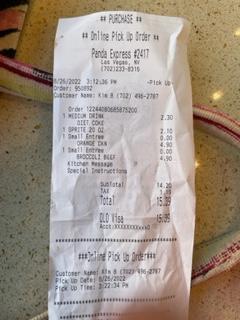 ** PURCHASE **
** Online Pick Up Order **
Panda Express #2417
Las Vegas, NV
(702)233-8316
8/26/2022 3:12:36 PM -Pick Up
Order: 950892
Customer Name: Kim B (702) 496-2787
Order 12244080685875200
1 MEDIUM DRINK 2.30
DIET COKE
1 SPRITE 20 OZ 2.10
1 Small Entree 0.00
ORANGE CKN 4.90
1 Small Entree 0.00
BROCCOLI BEEF 4.90
Kitchen Message
Special Instructions
SubTotal 14.20
TAX 1.19
Total 15.39
OLO Visa 15.39
Acct:XXXXXXXXXXX0
***Online Pick Up Order***
Customer Name: Kim B (702) 496-2787
Pick Up Date: 8/26/2022
Pick Up Time: 3:22:34 PM